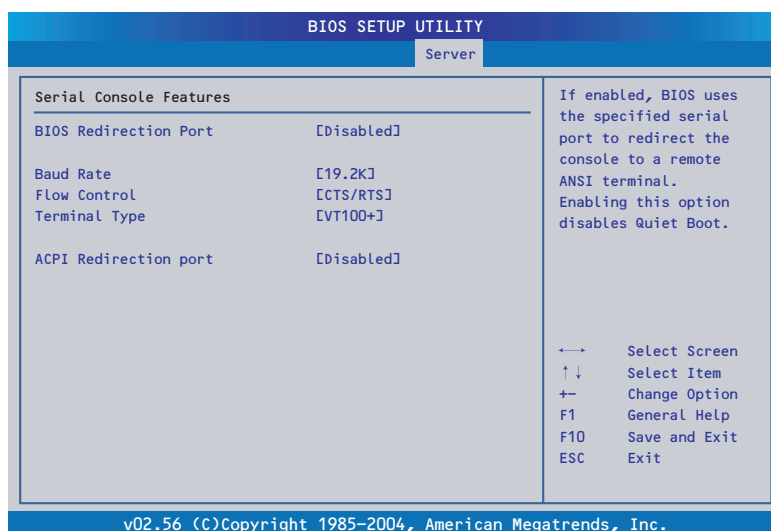 BIOS SETUP UTILITY
Server
Serial Console Features
BIOS Redirection Port [Disabled]
Baud Rate [19.2K]
Flow Control [CTS/RTS]
Terminal Type [VT100+]
ACPI Redirection port [Disabled]
If enabled, BIOS uses
the specified serial
port to redirect the
console to a remote
ANSI terminal.
Enabling this option
disables Quiet Boot.
←→ Select Screen
↑↓ Select Item
+- Change Option
F1 General Help
F10 Save and Exit
ESC Exit
v02.56 (C)Copyright 1985-2004, American Megatrends, Inc.